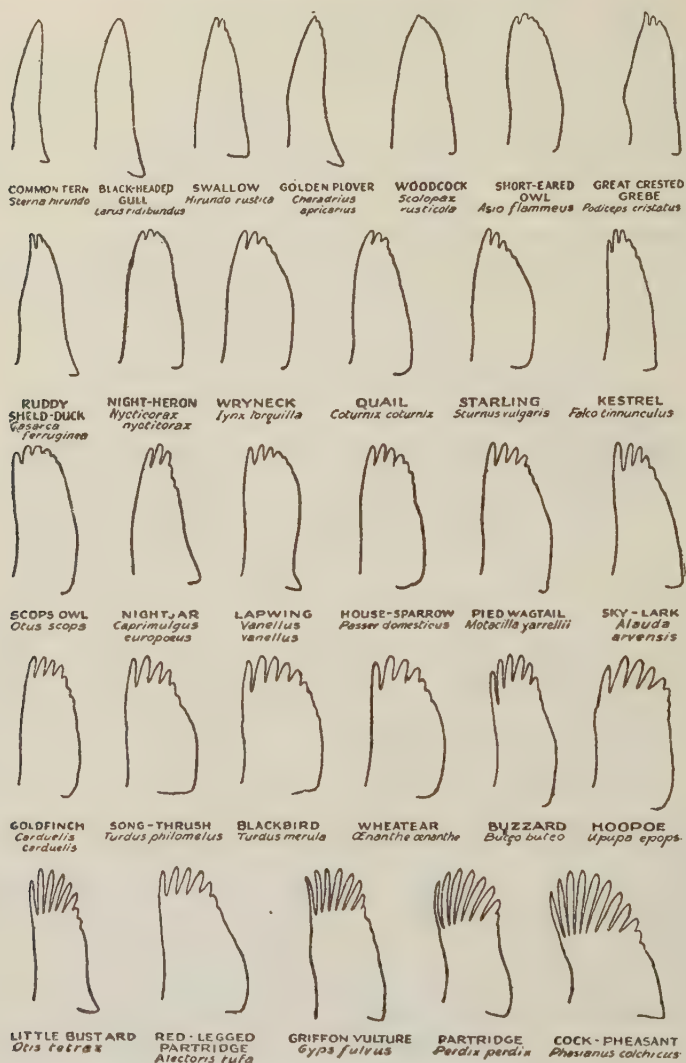 COMMON TERN
Sterna hirundo
BLACK-HEADED
GULL
Larus ridibundus
SWALLOW
Hirundo rustica
GOLDEN PLOVER
Charadrius
apricarius
WOODCOCK
Scolopax
rusticola
SHORT-EARED
OWL
Asio flammeus
GREAT CRESTED
GREBE
Podiceps cristatus
RUDDY
SHELD-DUCK
Casarca
ferruginea
NIGHT-HERON
Nycticorax
nycticorax
WRYNECK
Iynx torquilla
QUAIL
Coturnix coturnix
STARLING
Sturnus vulgaris
KESTREL
Falco tinnunculus
SCOPS OWL
Otus scops
NIGHTJAR
Caprimulgus
europœus
LAPWING
Vanellus
vanellus
HOUSE-SPARROW
Passer domesticus
PIED WAGTAIL
Motacilla yarrellii
SKY-LARK
Alauda
arvensis
GOLDFINCH
Carduelis
carduelis
SONG-THRUSH
Turdus philomelus
BLACKBIRD
Turdus merula
WHEATEAR
Œnanthe œnanthe
BUZZARD
Buteo buteo
HOOPOE
Upupa epops
LITTLE BUSTARD
Otis tetrax
RED-LEGGED
PARTRIDGE
Alectoris rufa
GRIFFON VULTURE
Gyps fulvus
PARTRIDGE
Perdix perdix
COCK-PHEASANT
Phasianus colchicus